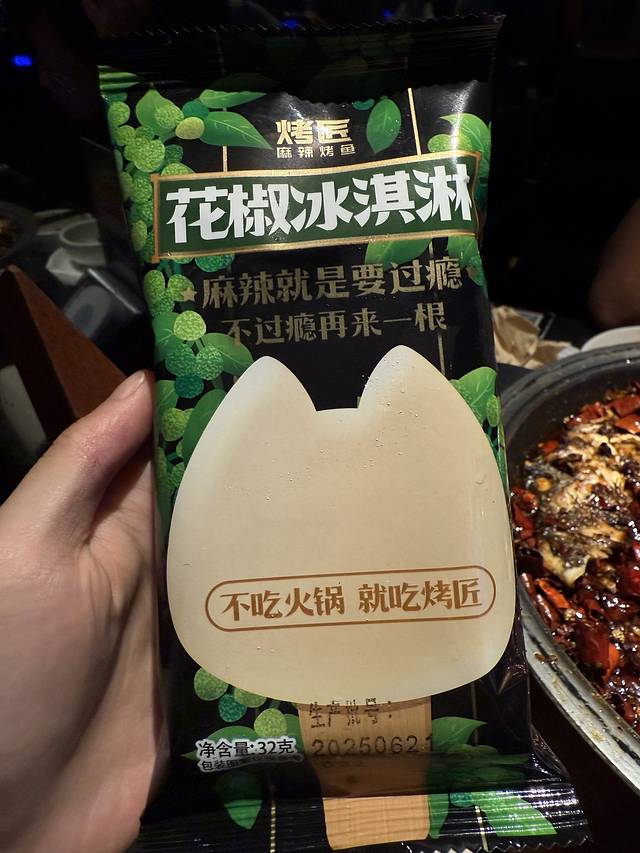 烤匠
麻辣烤鱼
花椒冰淇淋
麻辣就是要过瘾
不过瘾再来一根
不吃火锅 就吃烤匠
生产批号:
净含量:32克
20250621